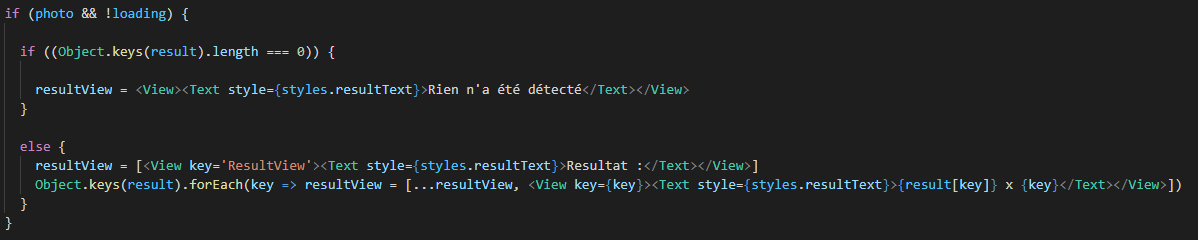 if (photo && !loading) {
if ((Object.keys(result).length === 0)) {
resultView = <View><Text style={styles.resultText}>Rien n'a été détecté</Text></View>
}
else {
resultView = [<View key='ResultView'><Text style={styles.resultText}>Resultat :</Text></View>]
Object.keys(result).forEach(key => resultView = [...resultView, <View key={key}><Text style={styles.resultText}>{result[key]} x {key}</Text></View>])
}
}